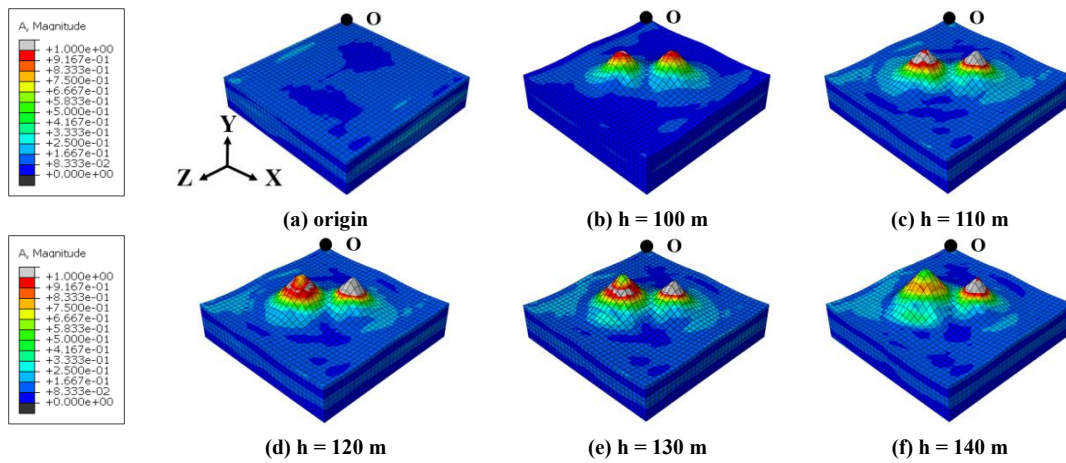 A, Magnitude
+1.000e+00
+9.167e-01
+8.333e-01
+7.500e-01
+6.667e-01
+5.833e-01
+5.000e-01
+4.167e-01
+3.333e-01
+2.500e-01
+1.667e-01
+8.333e-02
+0.000e+00
O
Y
Z
X
(a) origin
O
(b) h = 100 m
O
(c) h = 110 m
A, Magnitude
+1.000e+00
+9.167e-01
+8.333e-01
+7.500e-01
+6.667e-01
+5.833e-01
+5.000e-01
+4.167e-01
+3.333e-01
+2.500e-01
+1.667e-01
+8.333e-02
+0.000e+00
O
(d) h = 120 m
O
(e) h = 130 m
O
(f) h = 140 m